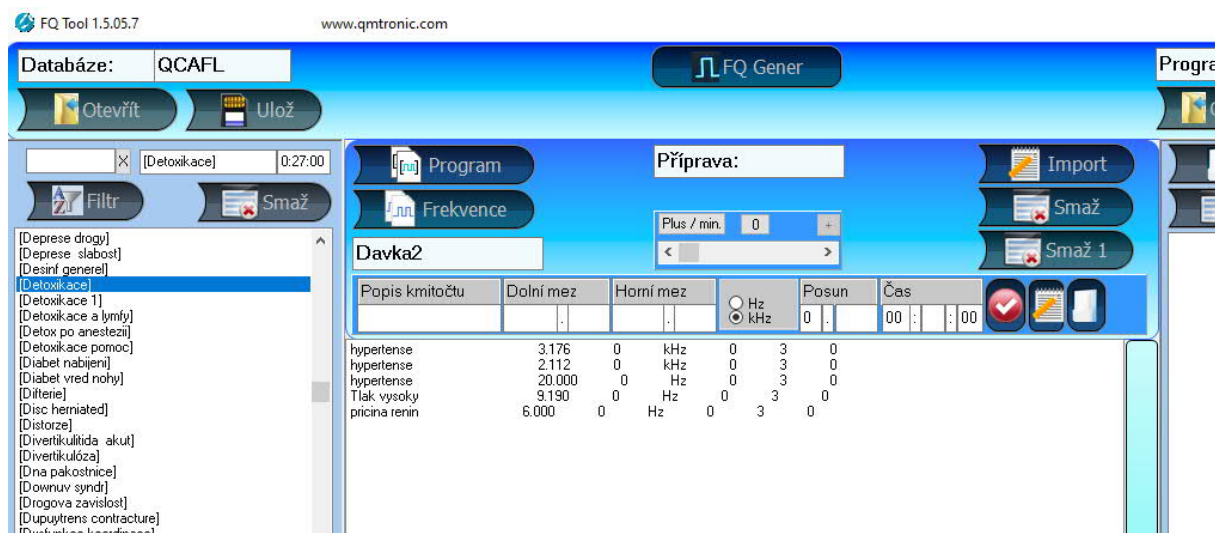 FQ Tool 1.5.05.7 www.qmtronic.com
Databáze: QCAFL
FQ Gener
Otevřít Ulož
X [Detoxikace] 0:27:00
Filtr Smaž
[Deprese drogy]
[Deprese slabost]
[Desinf generel]
[Detoxikace]
[Detoxikace 1]
[Detoxikace a lymfy]
[Detox po anestezii]
[Detoxikace pomoc]
[Diabet nabijeni]
[Diabet vred nohy]
[Difterie]
[Disc herniated]
[Distorze]
[Divertikulitida akut]
[Divertikulóza]
[Dna pakostnice]
[Downuv syndr]
[Drogova zavislost]
[Dupuytrens contracture]
Program
Frekvence
Davka2
Příprava:
Plus / min. 0 +
Import
Smaž
Smaž 1
Popis kmitočtu Dolní mez Horní mez Hz kHz Posun Čas
. . 0 . 00 : : 00
hypertense 3.176 0 kHz 0 3 0
hypertense 2.112 0 kHz 0 3 0
hypertense 20.000 0 Hz 0 3 0
Tlak vysoky 9.190 0 Hz 0 3 0
pricina renin 6.000 0 Hz 0 3 0